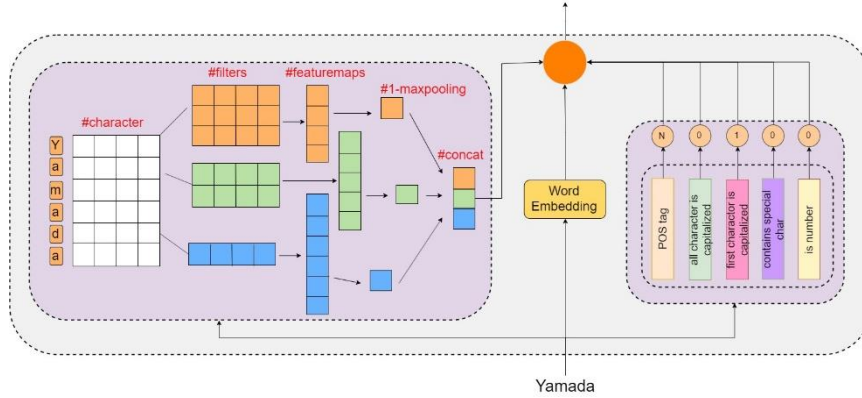 #filters
#featuremaps
#1-maxpooling
#character
#concat
Y
a
m
a
d
a
Word
Embedding
N
0
1
0
0
POS tag
all character is
capitalized
first charactor is
capitalized
contains special
char
is number
Yamada